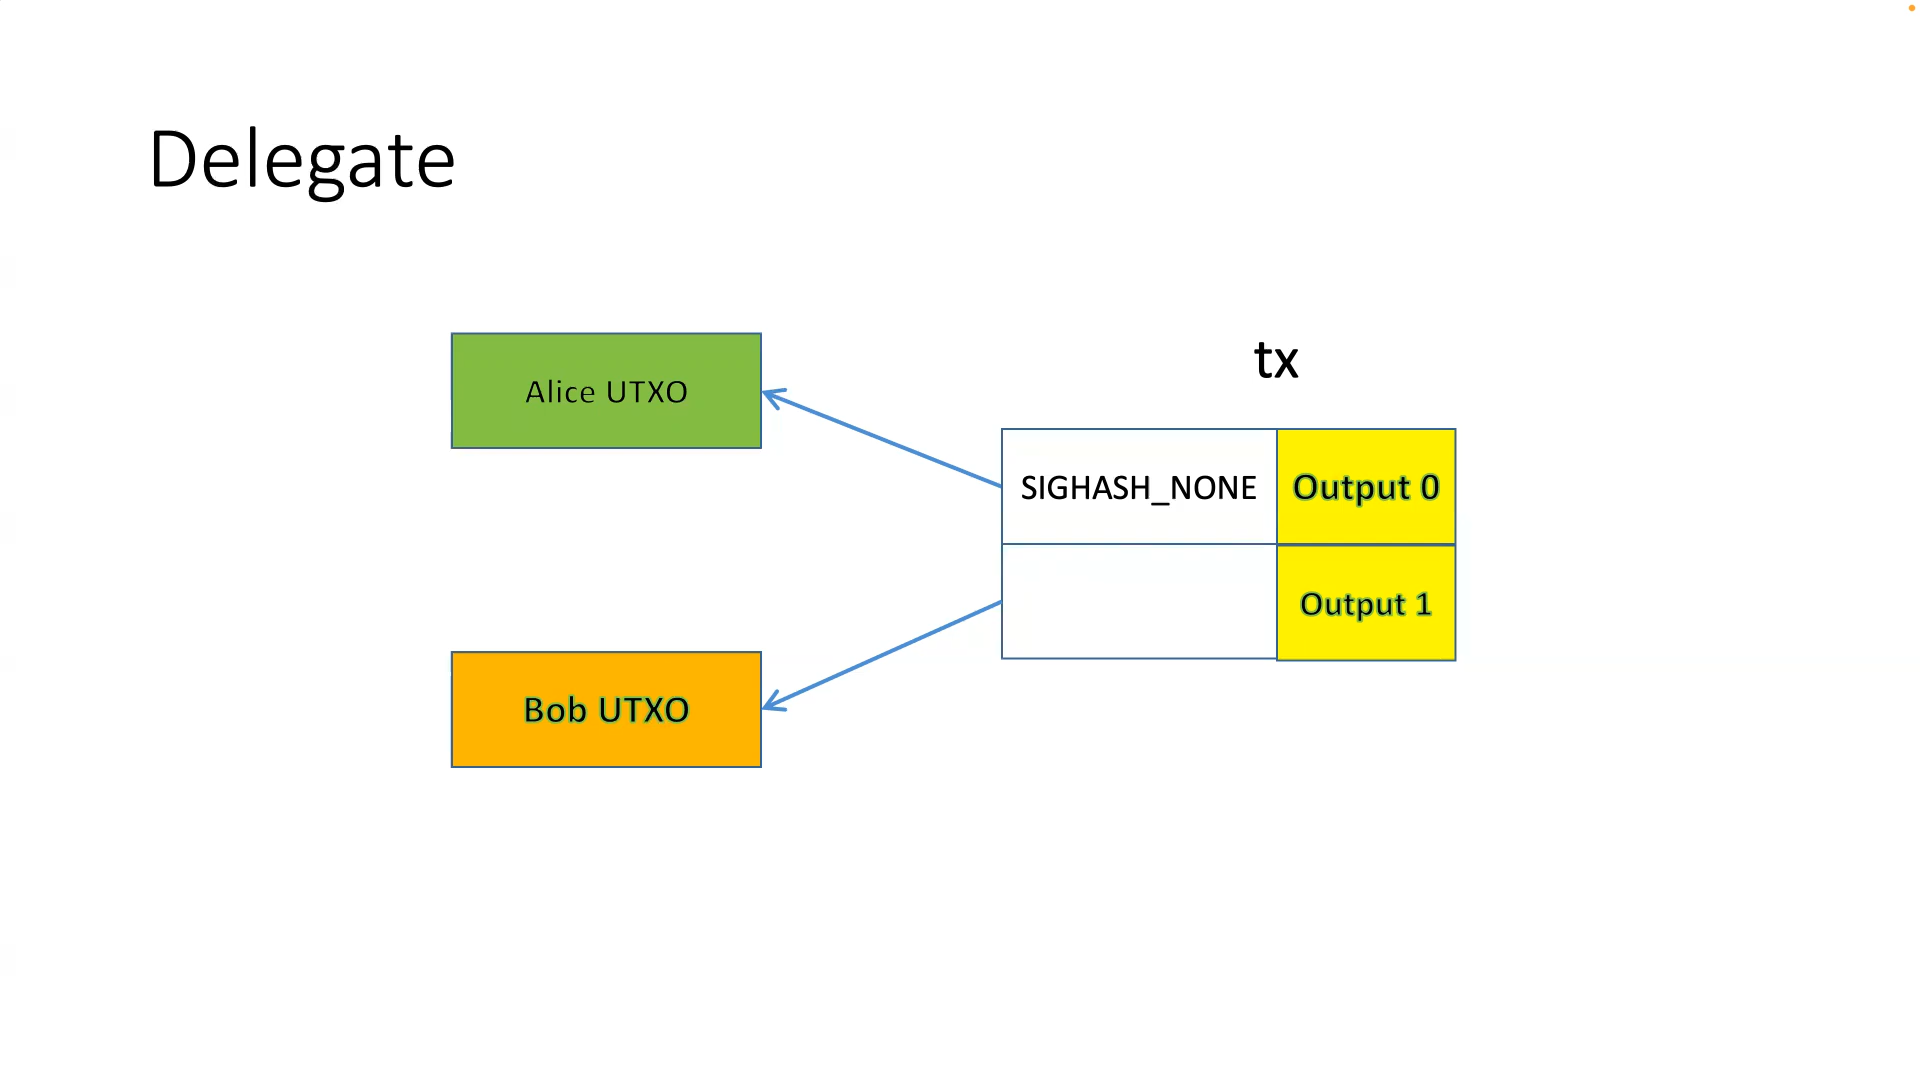 Delegate
Alice UTXO
tx
SIGHASH_NONE
Output 0
Output 1
Bob UTXO